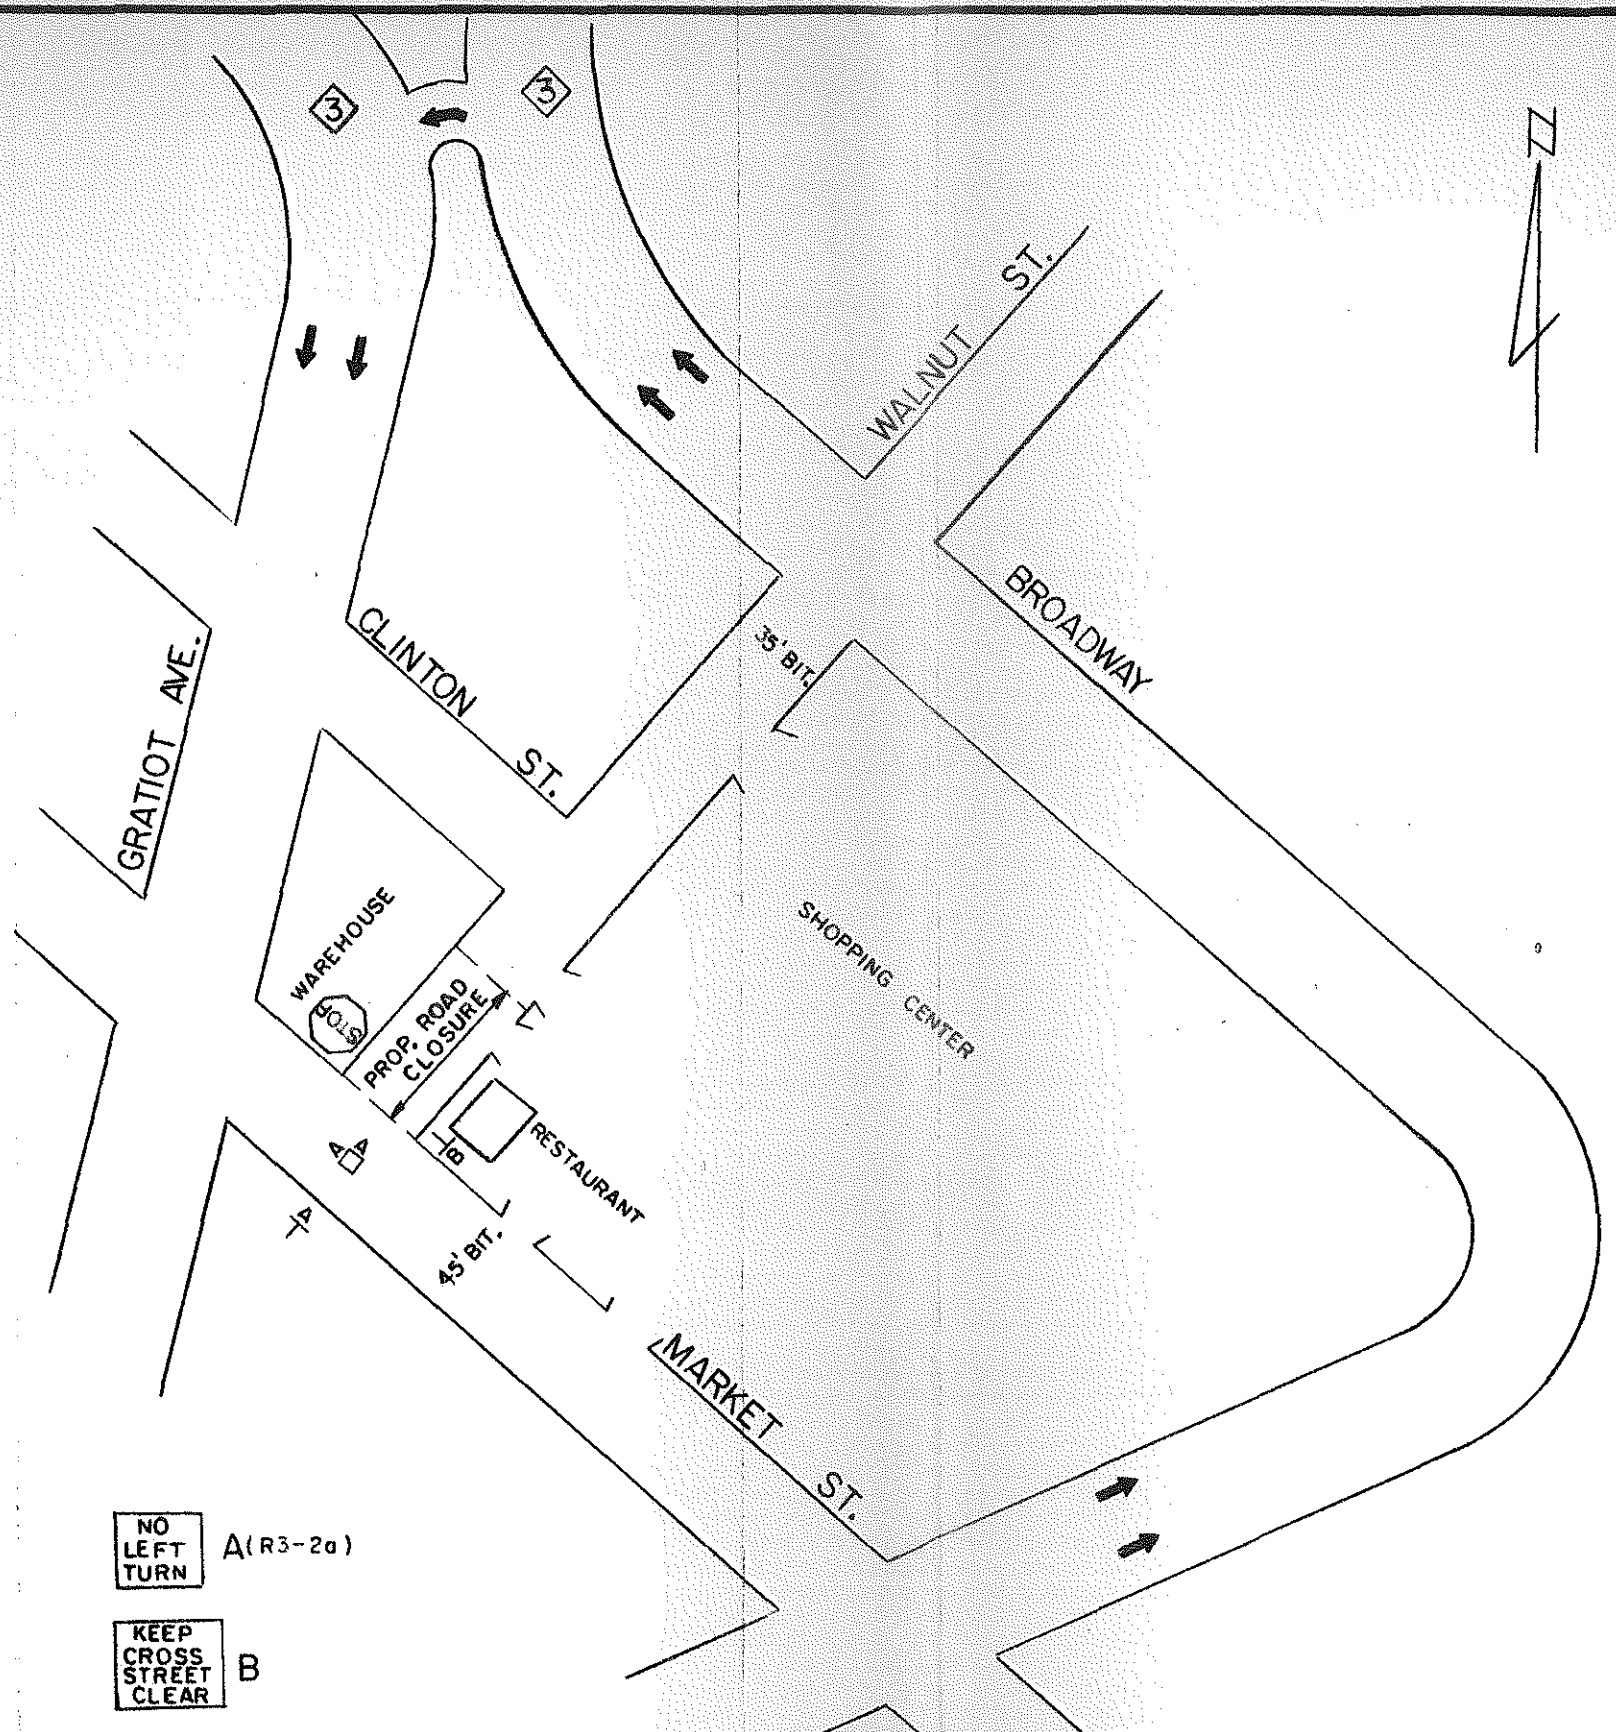 3
3
N
WALNUT ST.
35' BIT.
BROADWAY
CLINTON ST.
GRATIOT AVE.
WAREHOUSE
STOP
PROP. ROAD
CLOSURE
SHOPPING CENTER
A
A
B
RESTAURANT
A
45' BIT.
MARKET ST.
NO
LEFT
TURN
A (R3-2a)
KEEP
CROSS
STREET
CLEAR
B